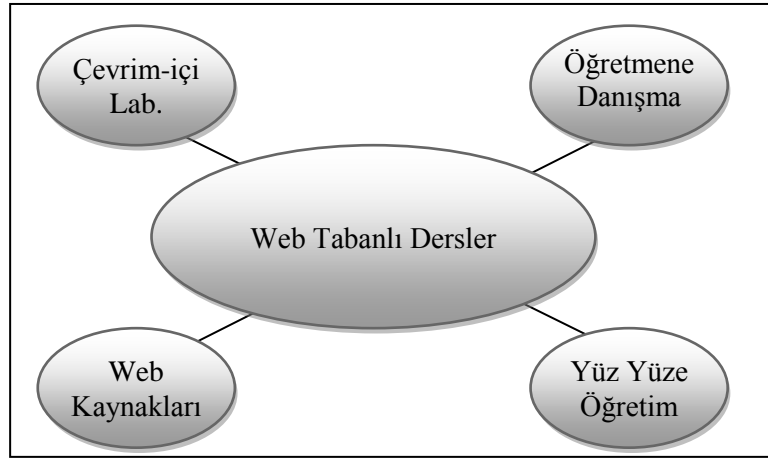 Çevrim-içi
Lab.
Öğretmene
Danışma
Web Tabanlı Dersler
Web
Kaynakları
Yüz Yüze
Öğretim